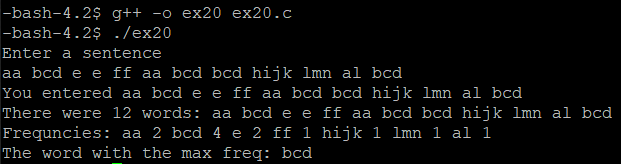 -bash-4.2$ g++ -o ex20 ex20.c
-bash-4.2$ ./ex20
Enter a sentence
aa bcd e e ff aa bcd bcd hijk lmn al bcd
You entered aa bcd e e ff aa bcd bcd hijk lmn al bcd
There were 12 words: aa bcd e e ff aa bcd bcd hijk lmn al bcd
Frequncies: aa 2 bcd 4 e 2 ff 1 hijk 1 lmn 1 al 1
The word with the max freq: bcd